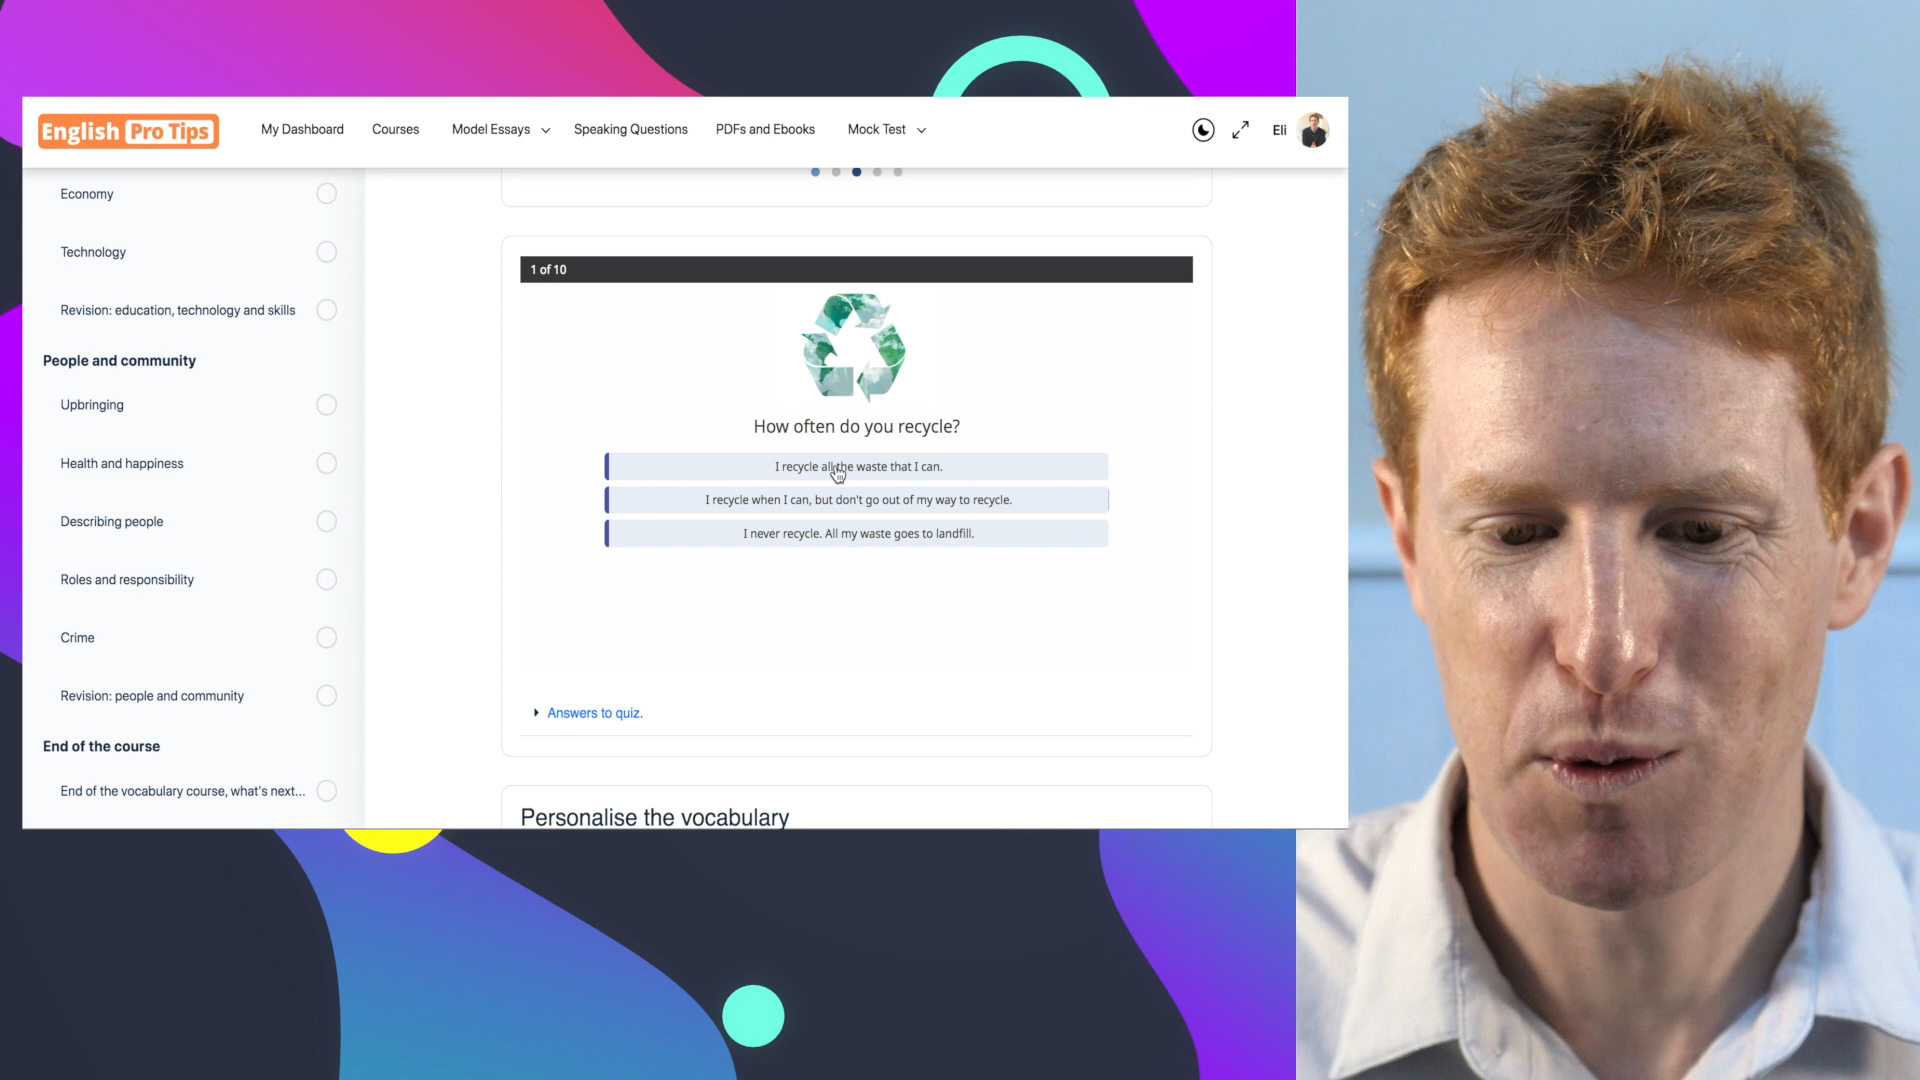 English Pro Tips
My Dashboard
Courses
Model Essays
Speaking Questions
PDFs and Ebooks
Mock Test
Eli
Economy
Technology
Revision: education, technology and skills
People and community
Upbringing
Health and happiness
Describing people
Roles and responsibility
Crime
Revision: people and community
End of the course
End of the vocabulary course, what's next...
1 of 10
How often do you recycle?
I recycle all the waste that I can.
I recycle when I can, but don't go out of my way to recycle.
I never recycle. All my waste goes to landfill.
Answers to quiz.
Personalise the vocabulary